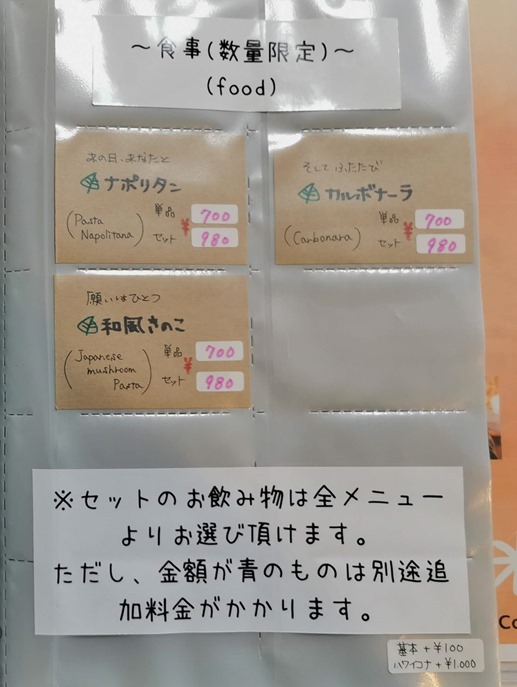 ～食事(数量限定)～
(food)
あの日、あなたと
ナポリタン
(Pasta
Napolitana)
単品 ¥ 700
セット 980
そして ふたたび
カルボナーラ
(Carbonara)
単品 ¥ 700
セット 980
願いはひとつ
和風きのこ
(Japanese
mushroom
Pasta)
単品 ¥ 700
セット 980
※セットのお飲み物は全メニュー
よりお選び頂けます。
ただし、金額が青のものは別途追
加料金がかかります。
基本 +¥100
ハワイコナ +¥1.000
Co